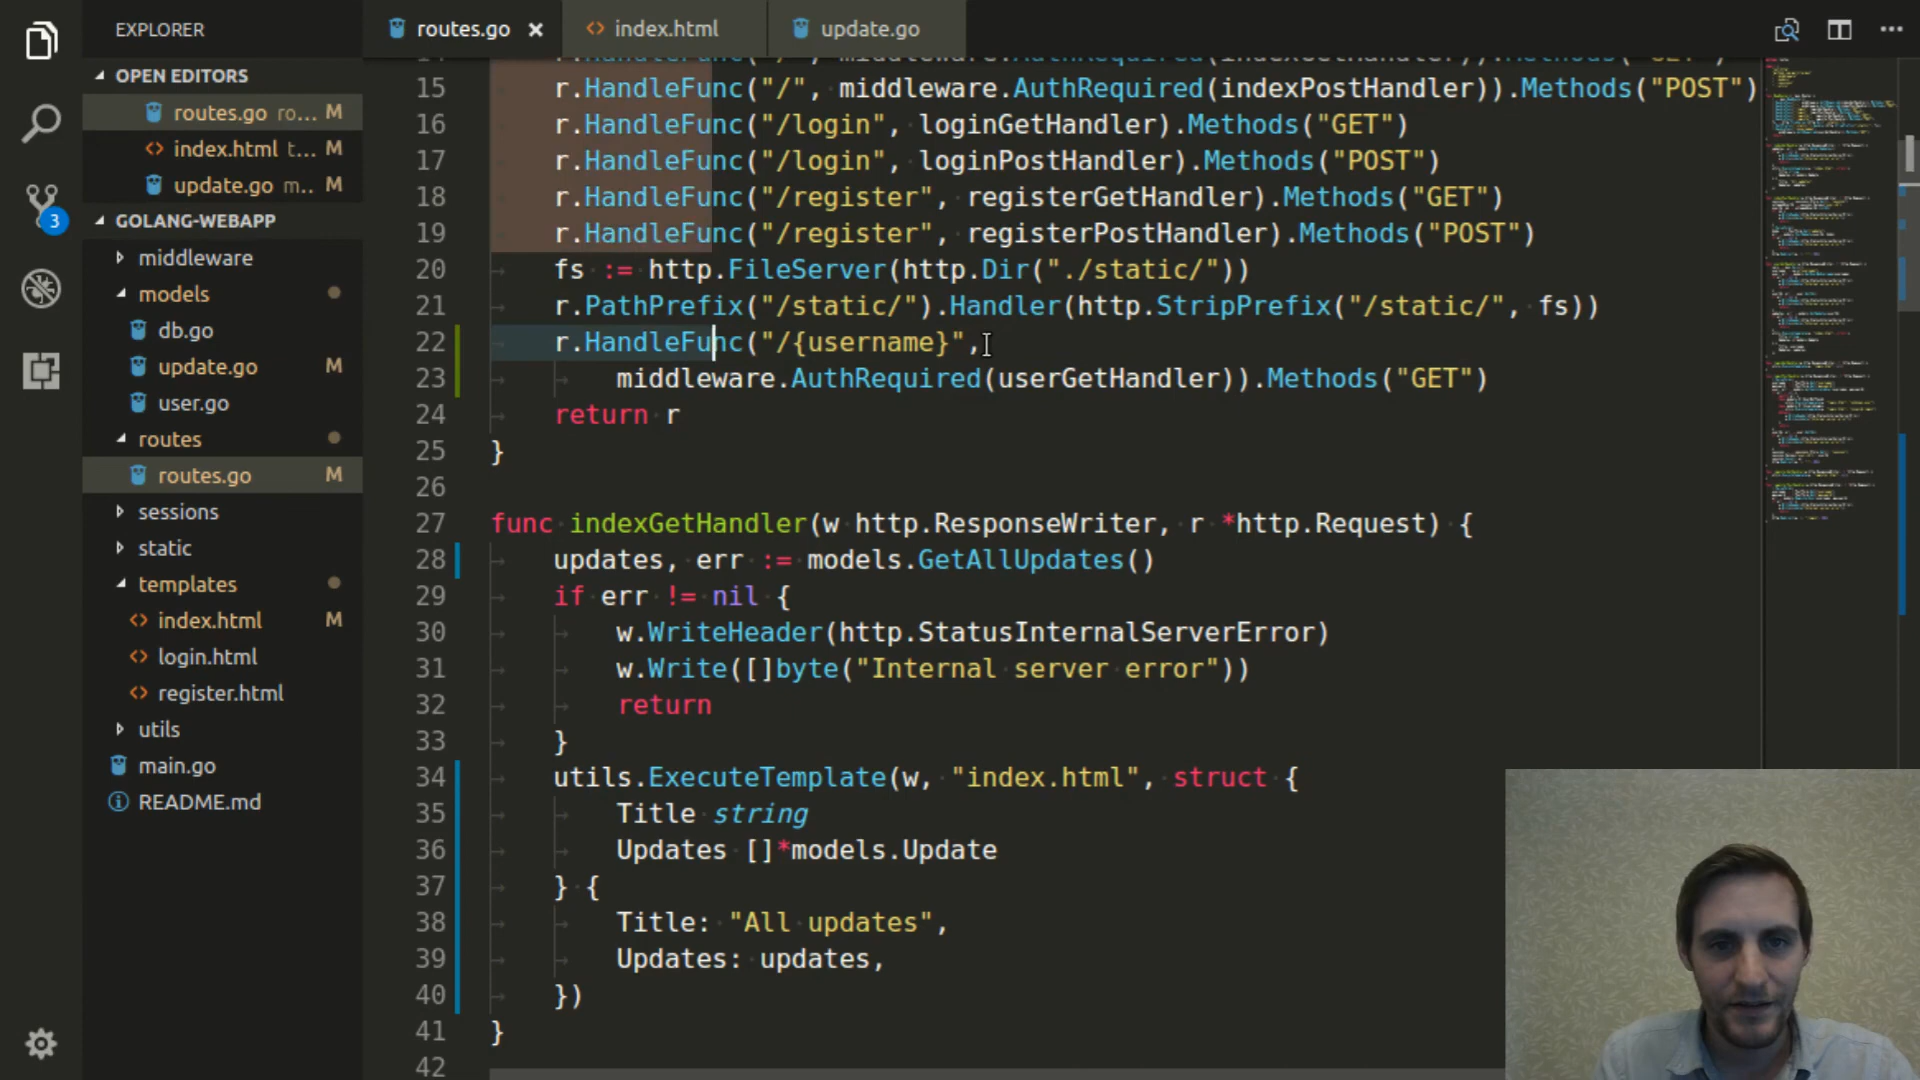 EXPLORER
OPEN EDITORS
routes.go ro... M
index.html t... M
update.go m.. M
3
GOLANG-WEBAPP
middleware
models
db.go
update.go M
user.go
routes
routes.go M
sessions
static
templates
index.html M
login.html
register.html
utils
main.go
README.md
routes.go
index.html
update.go
15 r.HandleFunc("/", middleware.AuthRequired(indexPostHandler)).Methods("POST")
16 r.HandleFunc("/login", loginGetHandler).Methods("GET")
17 r.HandleFunc("/login", loginPostHandler).Methods("POST")
18 r.HandleFunc("/register", registerGetHandler).Methods("GET")
19 r.HandleFunc("/register", registerPostHandler).Methods("POST")
20 fs := http.FileServer(http.Dir("./static/"))
21 r.PathPrefix("/static/").Handler(http.StripPrefix("/static/", fs))
22 r.HandleFunc("/{username}",
23 middleware.AuthRequired(userGetHandler)).Methods("GET")
24 return r
25 }
26
27 func indexGetHandler(w http.ResponseWriter, r *http.Request) {
28 updates, err := models.GetAllUpdates()
29 if err != nil {
30 w.WriteHeader(http.StatusInternalServerError)
31 w.Write([]byte("Internal server error"))
32 return
33 }
34 utils.ExecuteTemplate(w, "index.html", struct {
35 Title string
36 Updates []*models.Update
37 } {
38 Title: "All updates",
39 Updates: updates,
40 })
41 }
42